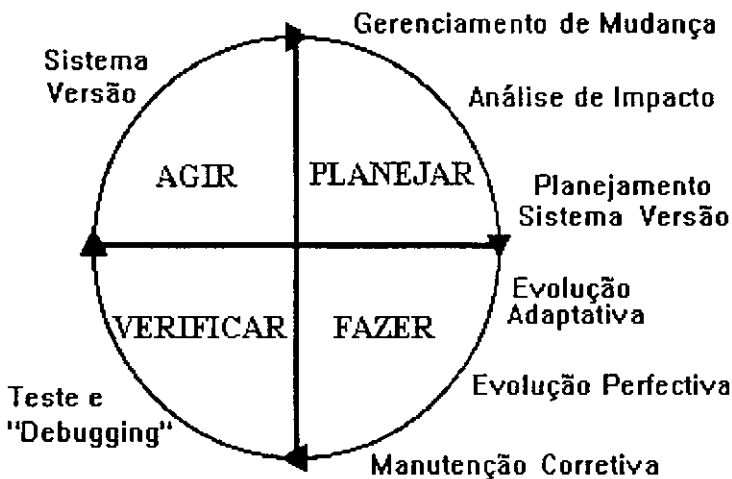 Gerenciamento de Mudança
Sistema
Versão
Análise de Impacto
AGIR
PLANEJAR
Planejamento
Sistema Versão
Evolução
Adaptativa
VERIFICAR
FAZER
Evolução Perfectiva
Teste e
"Debugging"
Manutenção Corretiva